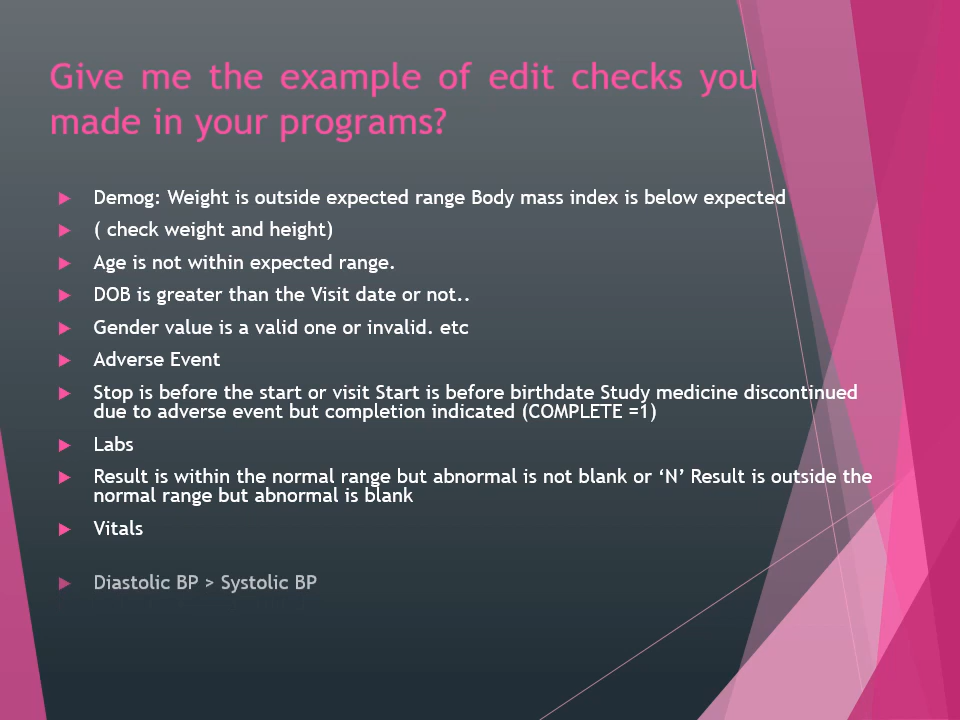 Give me the example of edit checks you
made in your programs?
Demog: Weight is outside expected range Body mass index is below expected
( check weight and height)
Age is not within expected range.
DOB is greater than the Visit date or not..
Gender value is a valid one or invalid. etc
Adverse Event
Stop is before the start or visit Start is before birthdate Study medicine discontinued
due to adverse event but completion indicated (COMPLETE =1)
Labs
Result is within the normal range but abnormal is not blank or ‘N’ Result is outside the
normal range but abnormal is blank
Vitals
Diastolic BP > Systolic BP